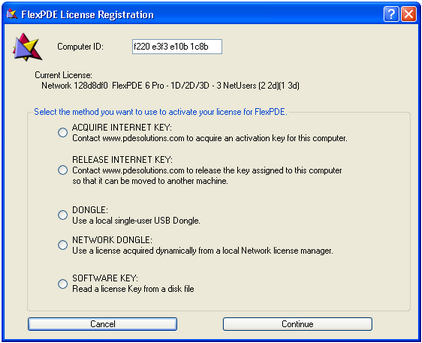 FlexPDE License Registration
Computer ID:
f220 e3f3 e10b 1c8b
Current License:
Network 128d8df0 FlexPDE 6 Pro - 1D/2D/3D - 3 NetUsers [2 2d][1 3d]
Select the method you want to use to activate your license for FlexPDE.
ACQUIRE INTERNET KEY:
Contact www.pdesolutions.com to acquire an activation key for this computer.
RELEASE INTERNET KEY:
Contact www.pdesolutions.com to release the key assigned to this computer
so that it can be moved to another machine.
DONGLE:
Use a local single-user USB Dongle.
NETWORK DONGLE:
Use a license acquired dynamically from a local Network license manager.
SOFTWARE KEY:
Read a license Key from a disk file
Cancel
Continue